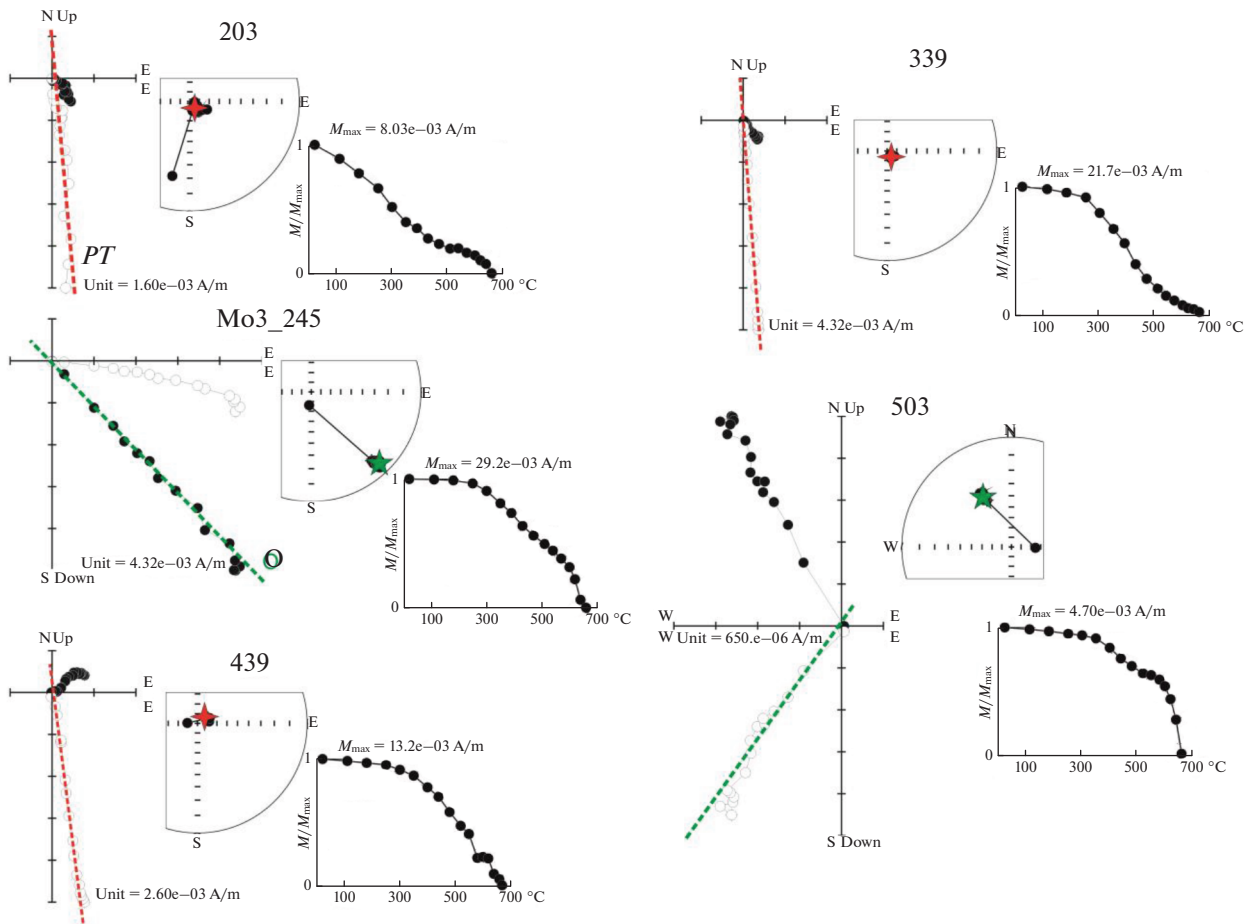 203
N Up
E
E
E
S
PT
Unit = 1.60e−03 A/m
M_max = 8.03e−03 A/m
1
M/M_max
0
100 300 500 700 °C
339
N Up
E
E
E
S
Unit = 4.32e−03 A/m
M_max = 21.7e−03 A/m
1
M/M_max
0
100 300 500 700 °C
Mo3_245
E
E
E
S
O
Unit = 4.32e−03 A/m
S Down
M_max = 29.2e−03 A/m
1
M/M_max
0
100 300 500 700 °C
503
N Up
N
W
W
W
E
E
Unit = 650.e−06 A/m
S Down
M_max = 4.70e−03 A/m
1
M/M_max
0
100 300 500 700 °C
439
N Up
E
E
E
S
Unit = 2.60e−03 A/m
M_max = 13.2e−03 A/m
1
M/M_max
0
100 300 500 700 °C